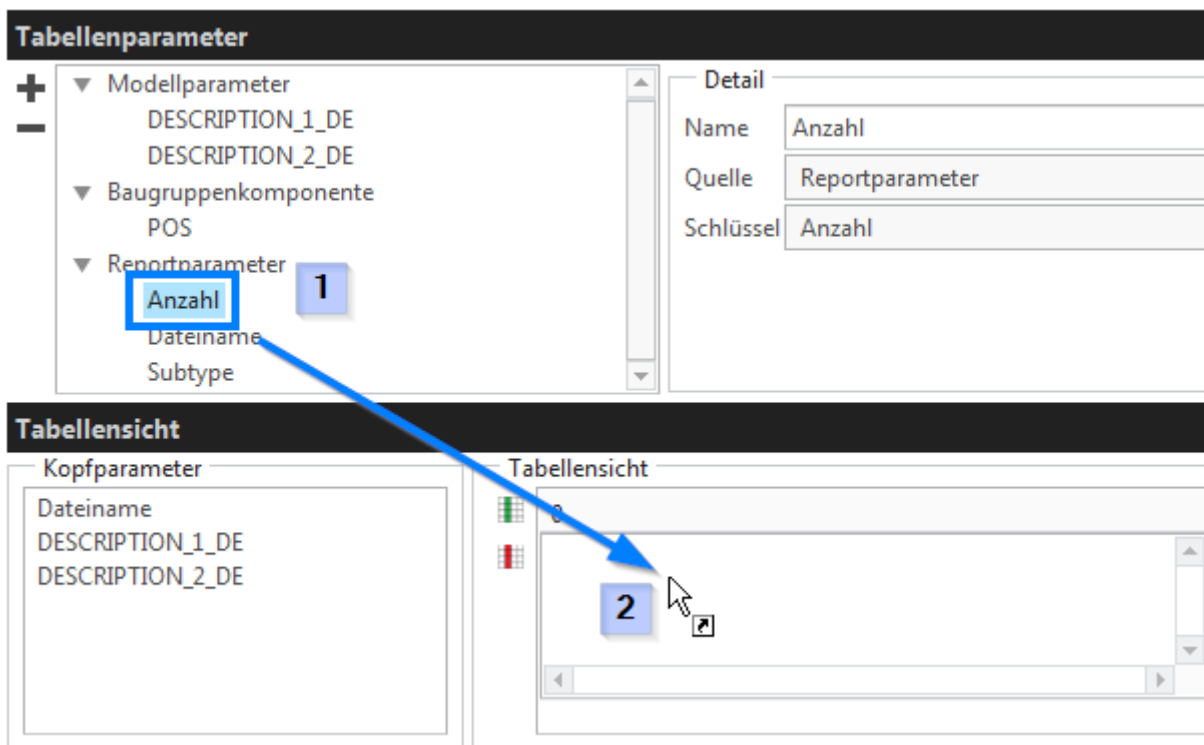 Tabellenparameter
Modellparameter
DESCRIPTION_1_DE
DESCRIPTION_2_DE
Baugruppenkomponente
POS
Reportparameter
Anzahl
1
Dateiname
Subtype
Detail
Name Anzahl
Quelle Reportparameter
Schlüssel Anzahl
Tabellensicht
Kopfparameter
Dateiname
DESCRIPTION_1_DE
DESCRIPTION_2_DE
Tabellensicht
0
2